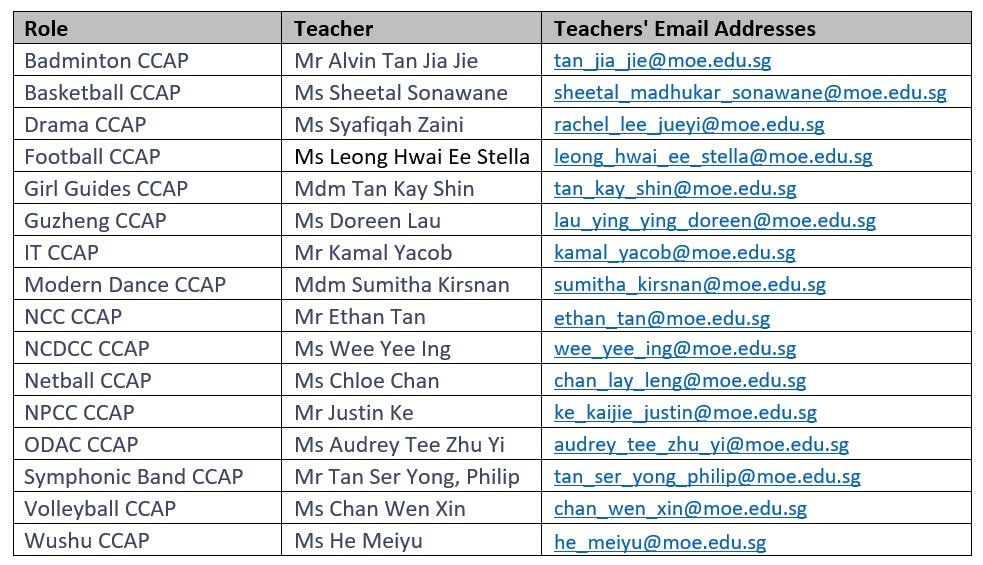 Role Teacher Teachers' Email Addresses
Badminton CCAP Mr Alvin Tan Jia Jie tan_jia_jie@moe.edu.sg
Basketball CCAP Ms Sheetal Sonawane sheetal_madhukar_sonawane@moe.edu.sg
Drama CCAP Ms Syafiqah Zaini rachel_lee_jueyi@moe.edu.sg
Football CCAP Ms Leong Hwai Ee Stella leong_hwai_ee_stella@moe.edu.sg
Girl Guides CCAP Mdm Tan Kay Shin tan_kay_shin@moe.edu.sg
Guzheng CCAP Ms Doreen Lau lau_ying_ying_doreen@moe.edu.sg
IT CCAP Mr Kamal Yacob kamal_yacob@moe.edu.sg
Modern Dance CCAP Mdm Sumitha Kirsnan sumitha_kirsnan@moe.edu.sg
NCC CCAP Mr Ethan Tan ethan_tan@moe.edu.sg
NCDCC CCAP Ms Wee Yee Ing wee_yee_ing@moe.edu.sg
Netball CCAP Ms Chloe Chan chan_lay_leng@moe.edu.sg
NPCC CCAP Mr Justin Ke ke_kaijie_justin@moe.edu.sg
ODAC CCAP Ms Audrey Tee Zhu Yi audrey_tee_zhu_yi@moe.edu.sg
Symphonic Band CCAP Mr Tan Ser Yong, Philip tan_ser_yong_philip@moe.edu.sg
Volleyball CCAP Ms Chan Wen Xin chan_wen_xin@moe.edu.sg
Wushu CCAP Ms He Meiyu he_meiyu@moe.edu.sg